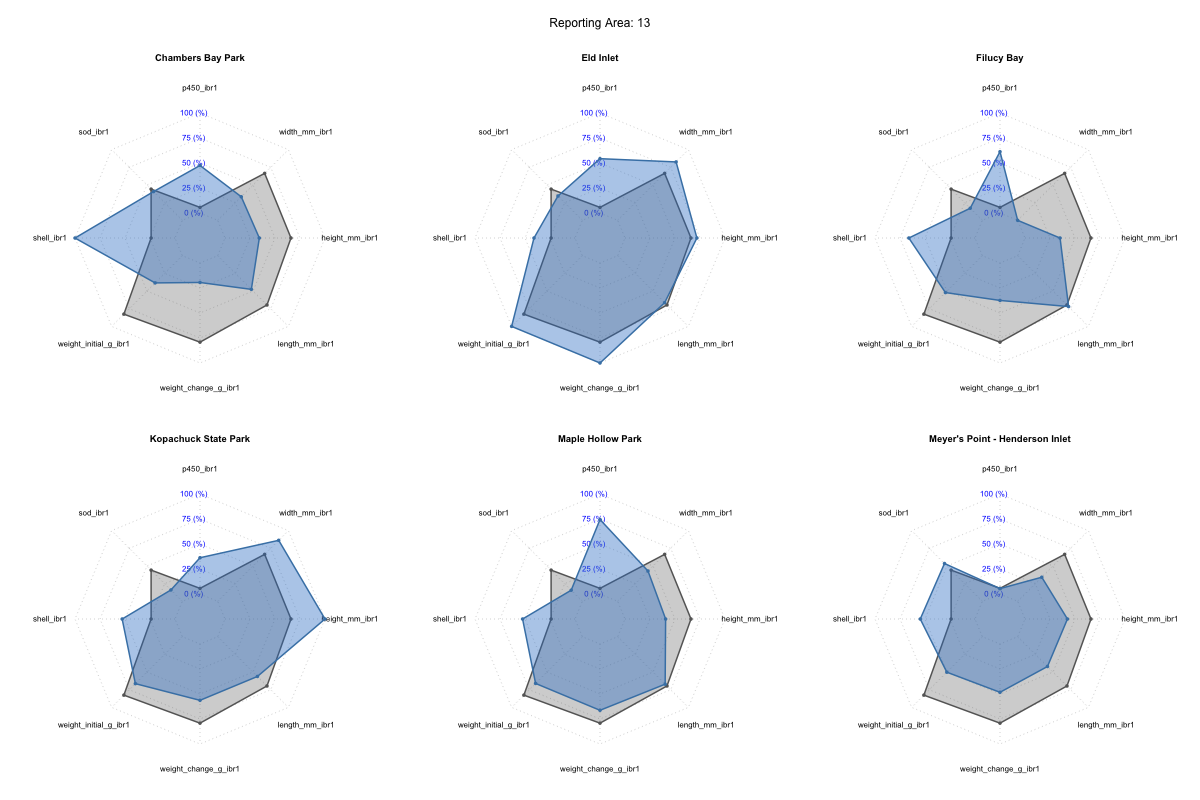 Reporting Area: 13
Chambers Bay Park
p450_ibr1
100 (%)
sod_ibr1
width_mm_ibr1
75 (%)
50 (%)
25 (%)
0 (%)
shell_ibr1
height_mm_ibr1
weight_initial_g_ibr1
length_mm_ibr1
weight_change_g_ibr1
Eld Inlet
p450_ibr1
100 (%)
sod_ibr1
width_mm_ibr1
75 (%)
50 (%)
25 (%)
0 (%)
shell_ibr1
height_mm_ibr1
weight_initial_g_ibr1
length_mm_ibr1
weight_change_g_ibr1
Filucy Bay
p450_ibr1
100 (%)
sod_ibr1
width_mm_ibr1
75 (%)
50 (%)
25 (%)
0 (%)
shell_ibr1
height_mm_ibr1
weight_initial_g_ibr1
length_mm_ibr1
weight_change_g_ibr1
Kopachuck State Park
p450_ibr1
100 (%)
sod_ibr1
width_mm_ibr1
75 (%)
50 (%)
25 (%)
0 (%)
shell_ibr1
height_mm_ibr1
weight_initial_g_ibr1
length_mm_ibr1
weight_change_g_ibr1
Maple Hollow Park
p450_ibr1
100 (%)
sod_ibr1
width_mm_ibr1
75 (%)
50 (%)
25 (%)
0 (%)
shell_ibr1
height_mm_ibr1
weight_initial_g_ibr1
length_mm_ibr1
weight_change_g_ibr1
Meyer's Point - Henderson Inlet
p450_ibr1
100 (%)
sod_ibr1
width_mm_ibr1
75 (%)
50 (%)
25 (%)
0 (%)
shell_ibr1
height_mm_ibr1
weight_initial_g_ibr1
length_mm_ibr1
weight_change_g_ibr1